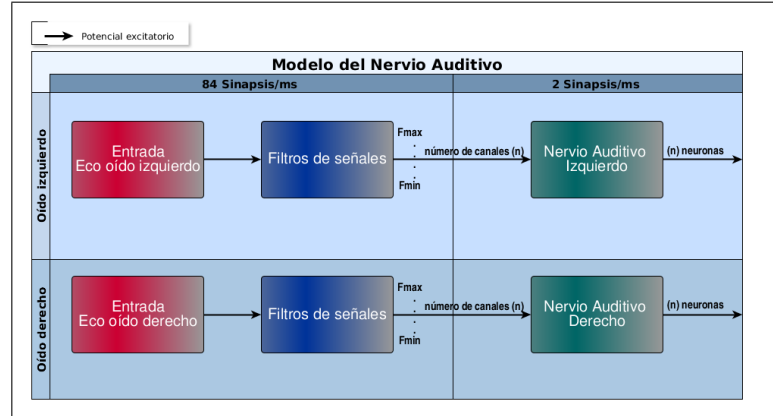 Potencial excitatorio
Modelo del Nervio Auditivo
84 Sinapsis/ms
2 Sinapsis/ms
Oído izquierdo
Entrada
Eco oído izquierdo
Filtros de señales
Fmax
número de canales (n)
Fmin
Nervio Auditivo
Izquierdo
(n) neuronas
Oído derecho
Entrada
Eco oído derecho
Filtros de señales
Fmax
número de canales (n)
Fmin
Nervio Auditivo
Derecho
(n) neuronas